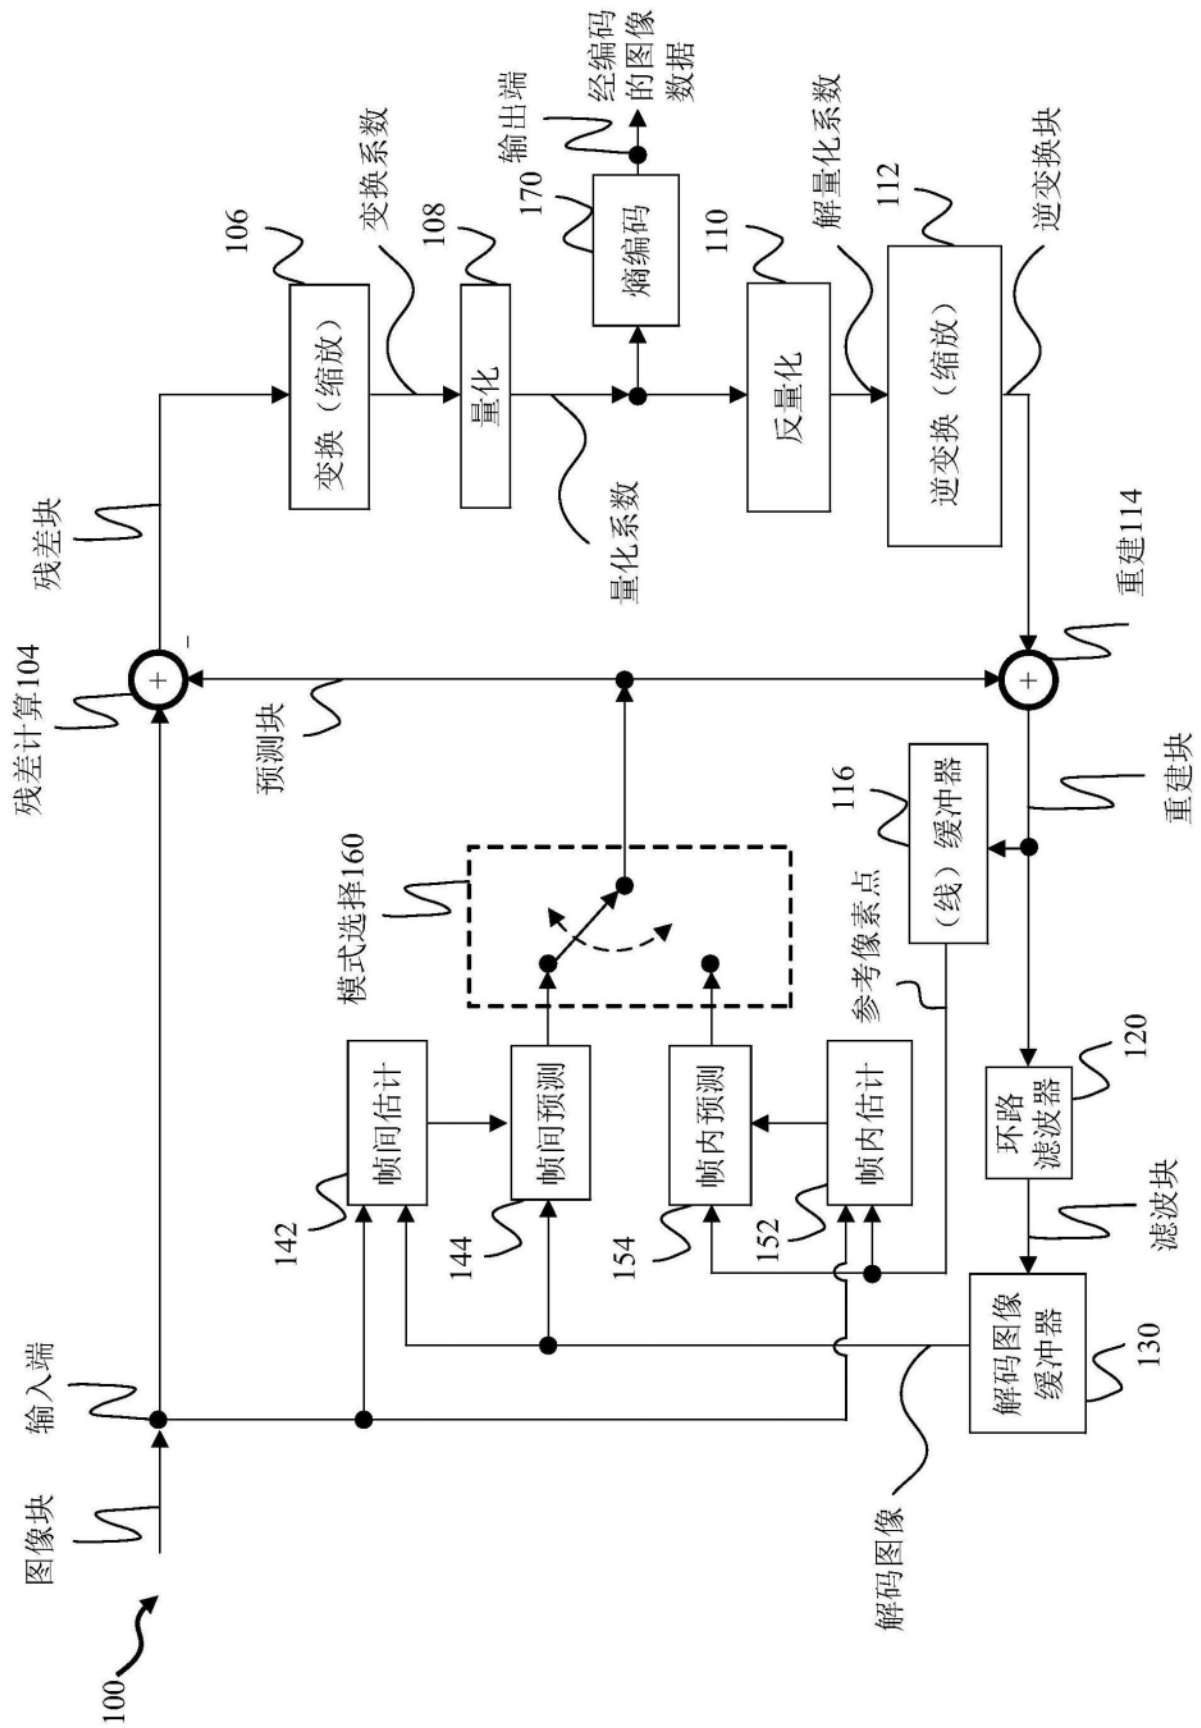 100
图像块
输入端
残差计算104
+
-
残差块
预测块
106
变换（缩放）
变换系数
108
量化
量化系数
170
熵编码
输出端
经编码
的图像
数据
110
反量化
解量化系数
112
逆变换（缩放）
逆变换块
重建114
+
重建块
模式选择160
142
帧间估计
144
帧间预测
154
帧内预测
152
帧内估计
参考像素点
116
（线）缓冲器
120
环路
滤波器
滤波块
130
解码图像
缓冲器
解码图像